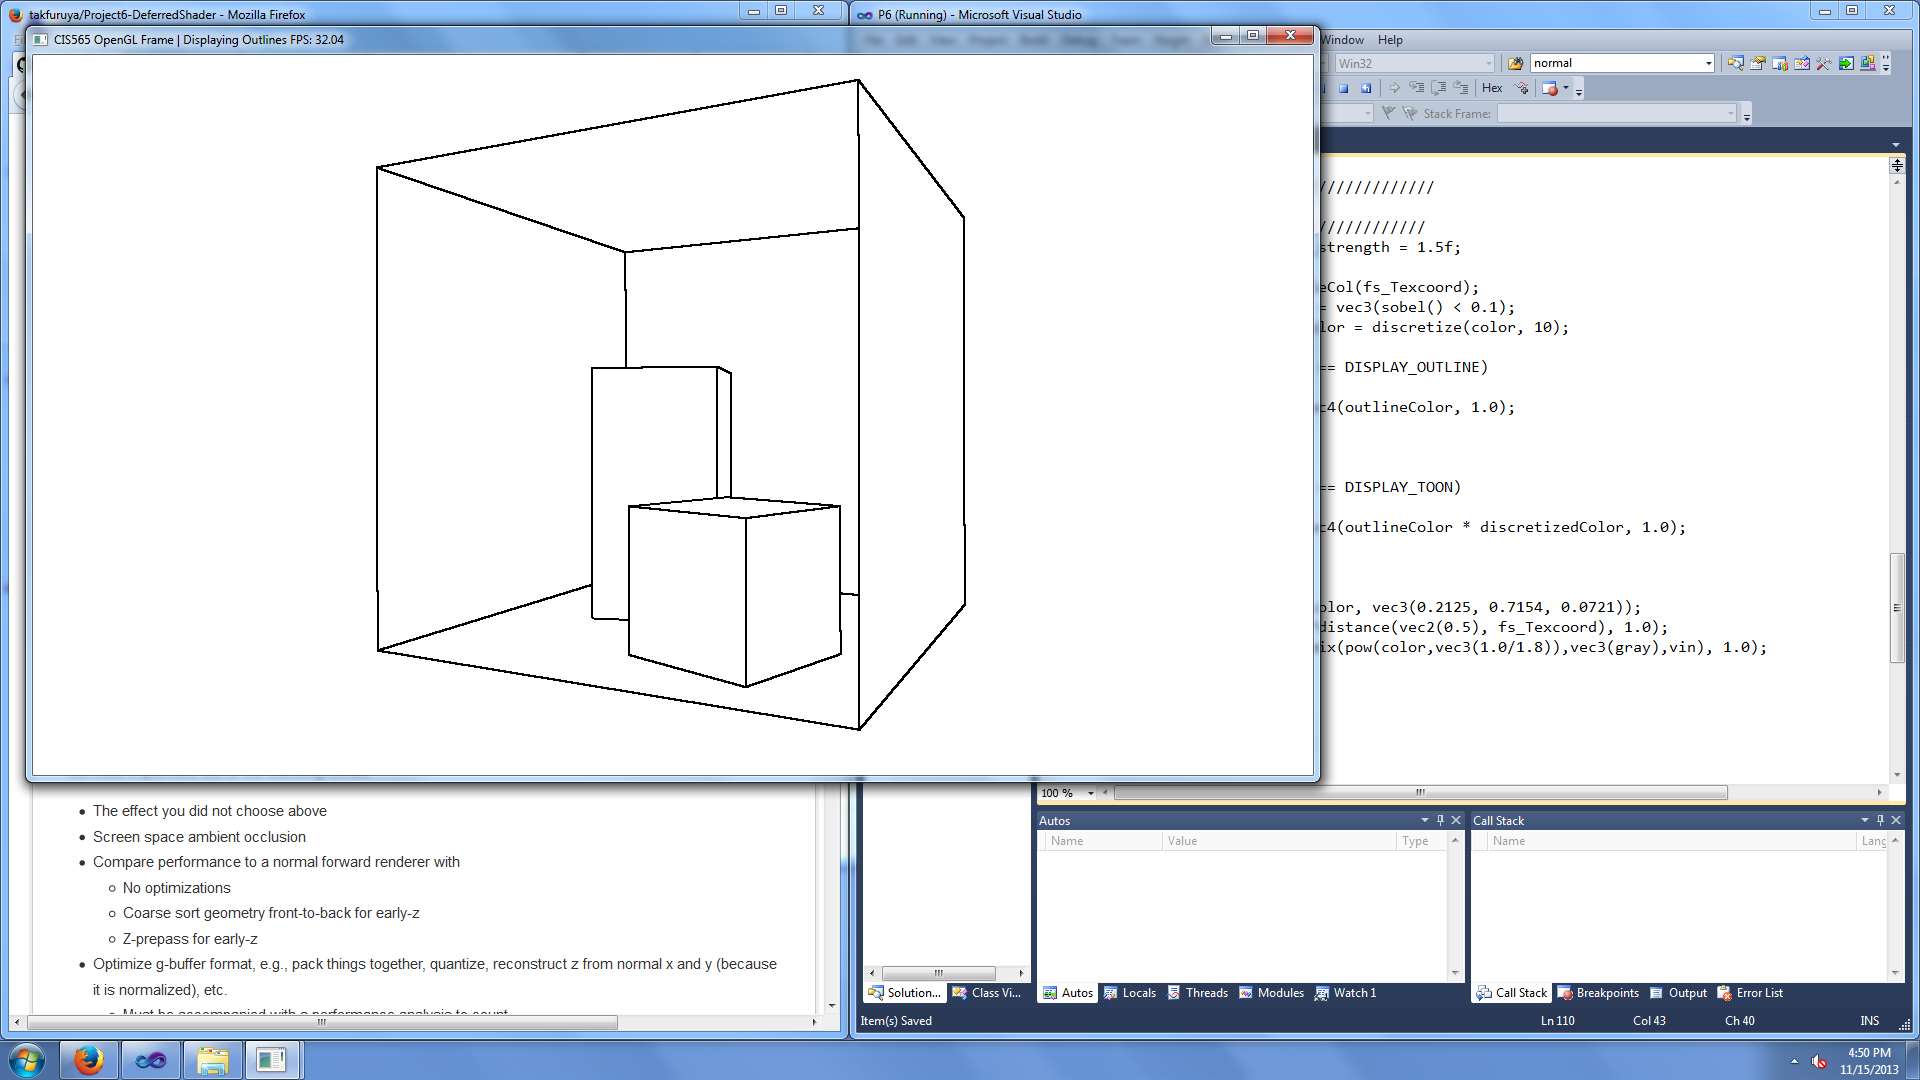 takfuruya/Project6-DeferredShader - Mozilla Firefox
P6 (Running) - Microsoft Visual Studio
CIS565 OpenGL Frame | Displaying Outlines FPS: 32.04
Window Help
Win32
normal
Hex
Stack Frame:
/////////////
////////////
strength = 1.5f;
eCol(fs_Texcoord);
= vec3(sobel() < 0.1);
lor = discretize(color, 10);
== DISPLAY_OUTLINE)
c4(outlineColor, 1.0);
== DISPLAY_TOON)
c4(outlineColor * discretizedColor, 1.0);
olor, vec3(0.2125, 0.7154, 0.0721));
distance(vec2(0.5), fs_Texcoord), 1.0);
ix(pow(color,vec3(1.0/1.8)),vec3(gray),vin), 1.0);
100 %
The effect you did not choose above
Screen space ambient occlusion
Compare performance to a normal forward renderer with
No optimizations
Coarse sort geometry front-to-back for early-z
Z-prepass for early-z
Optimize g-buffer format, e.g., pack things together, quantize, reconstruct z from normal x and y (because
it is normalized), etc.
Must be accompanied with a performance analysis to count
Autos
Name Value Type
Call Stack
Name Lang
Solution... Class Vi...
Autos Locals Threads Modules Watch 1
Call Stack Breakpoints Output Error List
Item(s) Saved
Ln 110 Col 43 Ch 40 INS
4:50 PM
11/15/2013